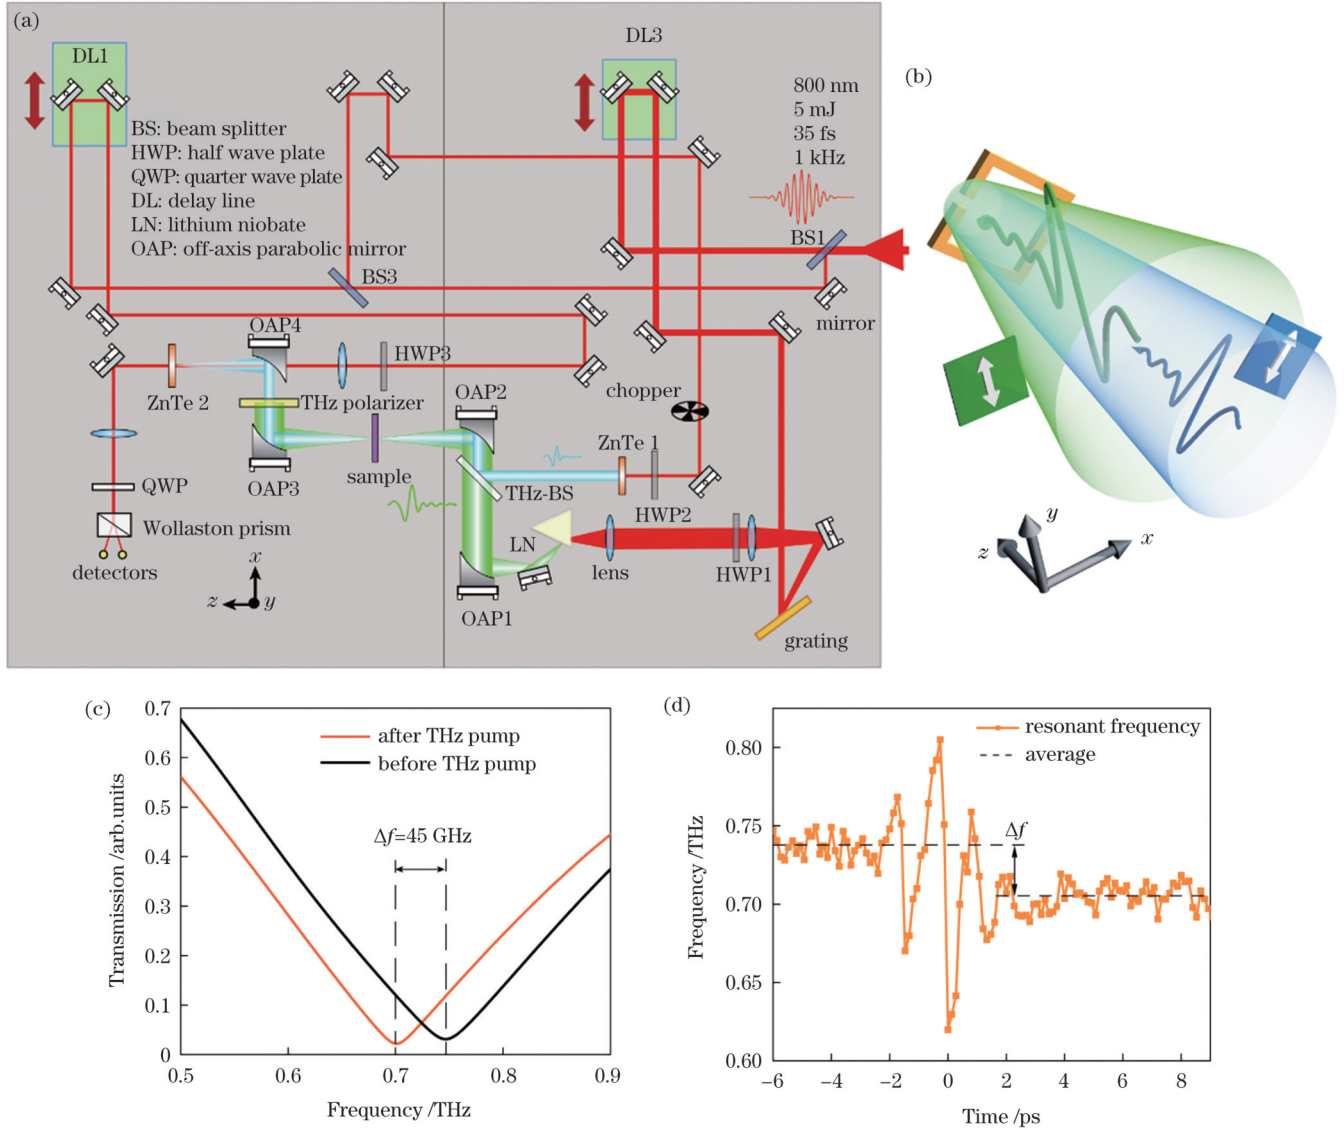 (a)
DL1
DL3
800 nm
5 mJ
35 fs
1 kHz
BS: beam splitter
HWP: half wave plate
QWP: quarter wave plate
DL: delay line
LN: lithium niobate
OAP: off-axis parabolic mirror
BS1
BS3
mirror
OAP4
HWP3
OAP2
chopper
ZnTe 2
THz polarizer
ZnTe 1
sample
OAP3
THz-BS
QWP
HWP2
Wollaston prism
LN
lens
HWP1
detectors
OAP1
x
z
y
grating
(b)
y
z
x
(c)
0.7
0.6
0.5
0.4
0.3
0.2
0.1
0
Transmission /arb.units
after THz pump
before THz pump
Δf=45 GHz
0.5
0.6
0.7
0.8
0.9
Frequency /THz
(d)
resonant frequency
average
Δf
0.80
0.75
0.70
0.65
0.60
Frequency /THz
−6
−4
−2
0
2
4
6
8
Time /ps